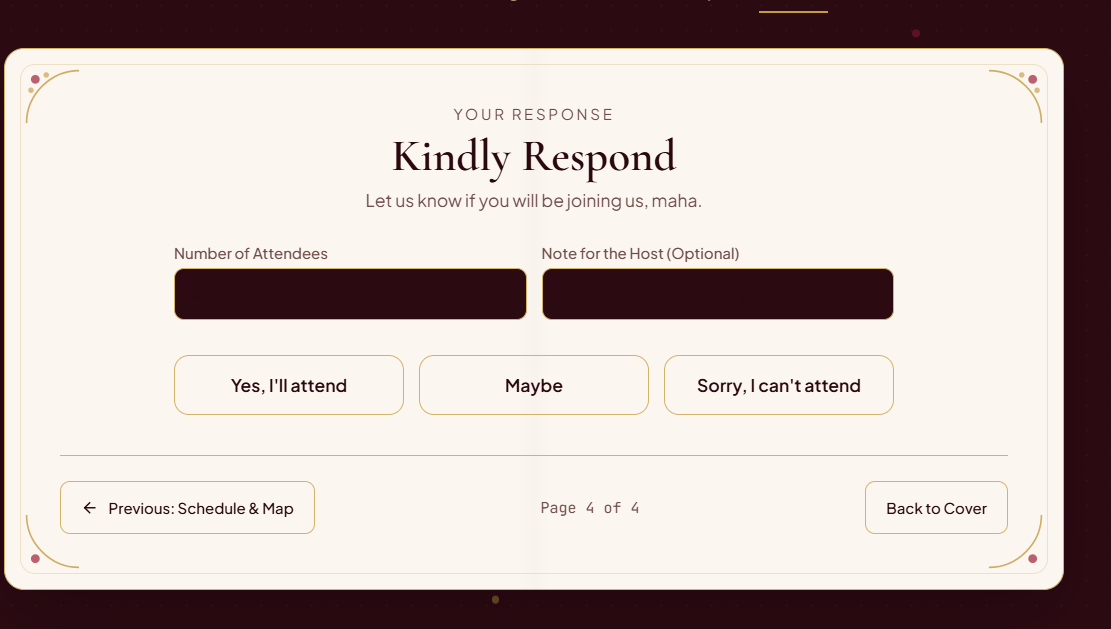 YOUR RESPONSE
Kindly Respond
Let us know if you will be joining us, maha.
Number of Attendees
Note for the Host (Optional)
Yes, I'll attend
Maybe
Sorry, I can't attend
← Previous: Schedule & Map
Page 4 of 4
Back to Cover